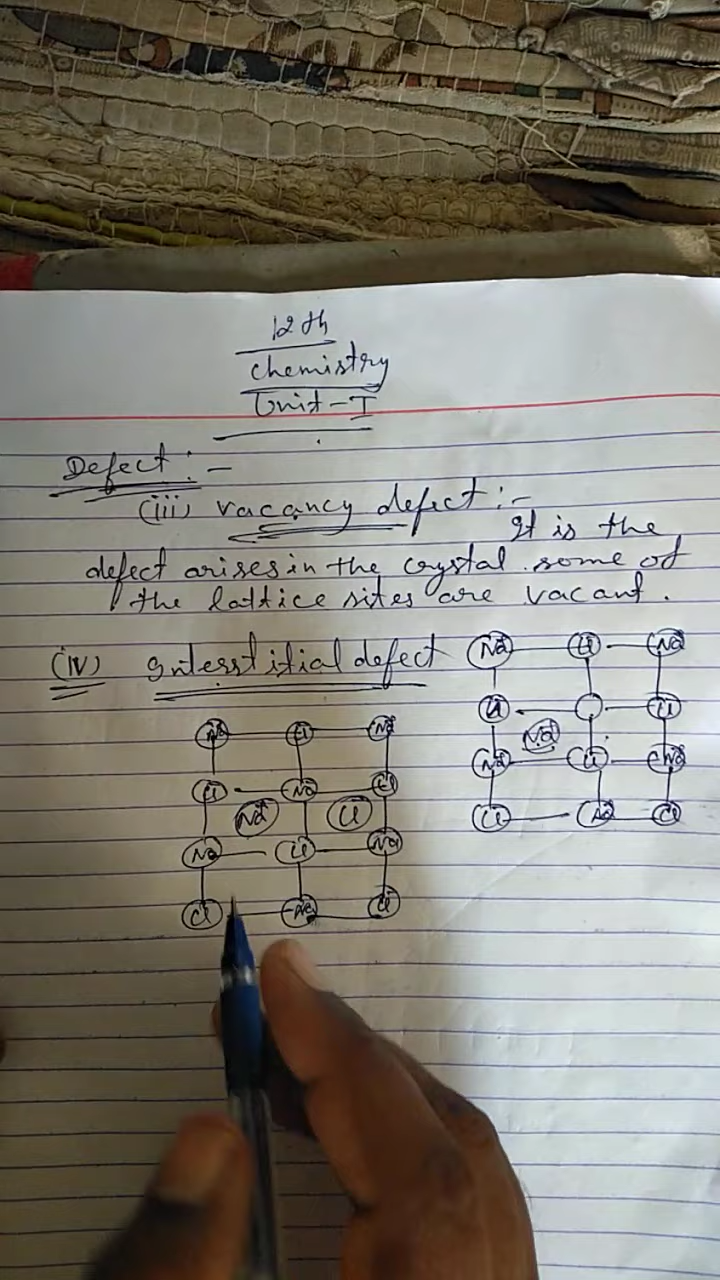 12th
chemistry
Unit-I
Defect:-
(iii) vacancy defect:-
It is the
defect arises in the crystal some of
the lattice sites are vacant.
(iv) Intersstitial defect
Na Cl Na
Cl Cl
Na
Na Cl Na
Cl Na Cl
Na Cl Na
Cl Na Cl
Na Cl
Na Cl Na
Cl Na Cl